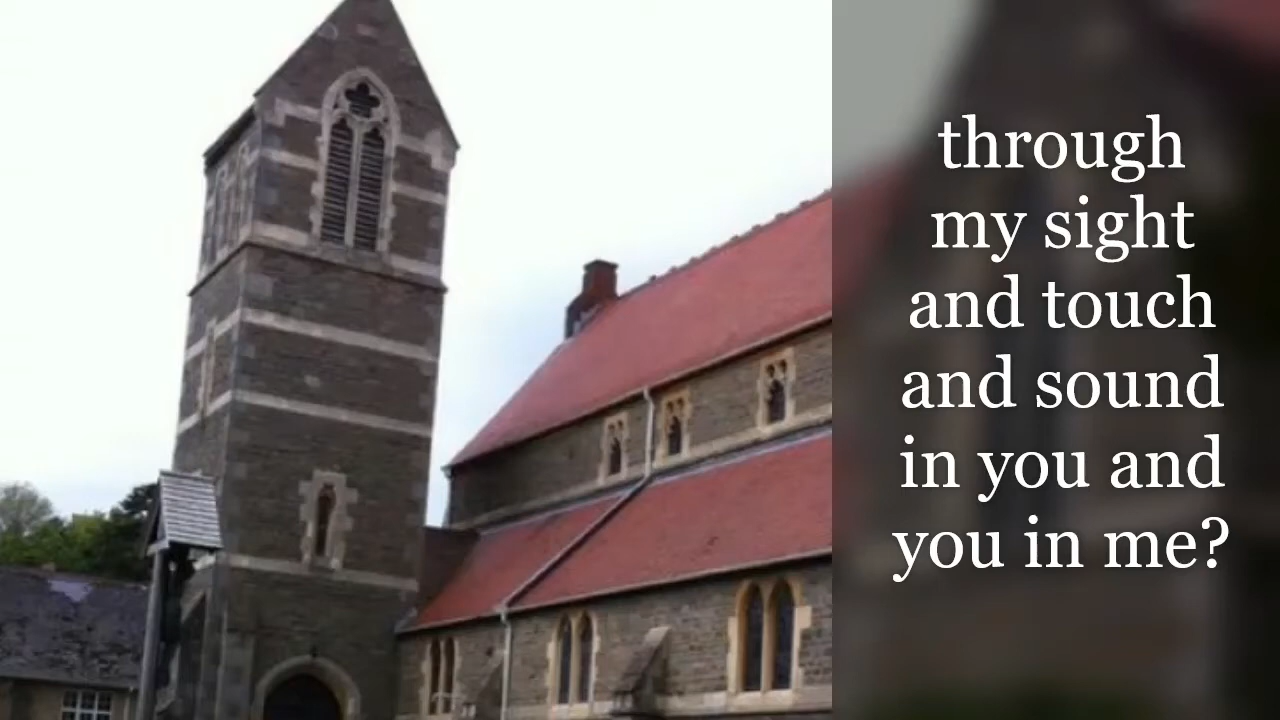 through
my sight
and touch
and sound
in you and
you in me?